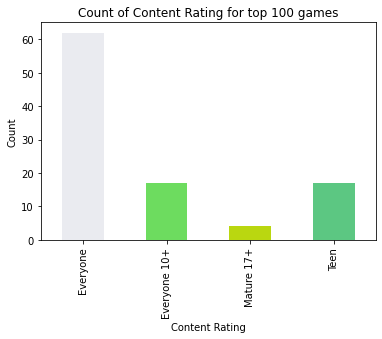 Count of Content Rating for top 100 games
Count
60
50
40
30
20
10
0
Everyone
Everyone 10+
Mature 17+
Teen
Content Rating